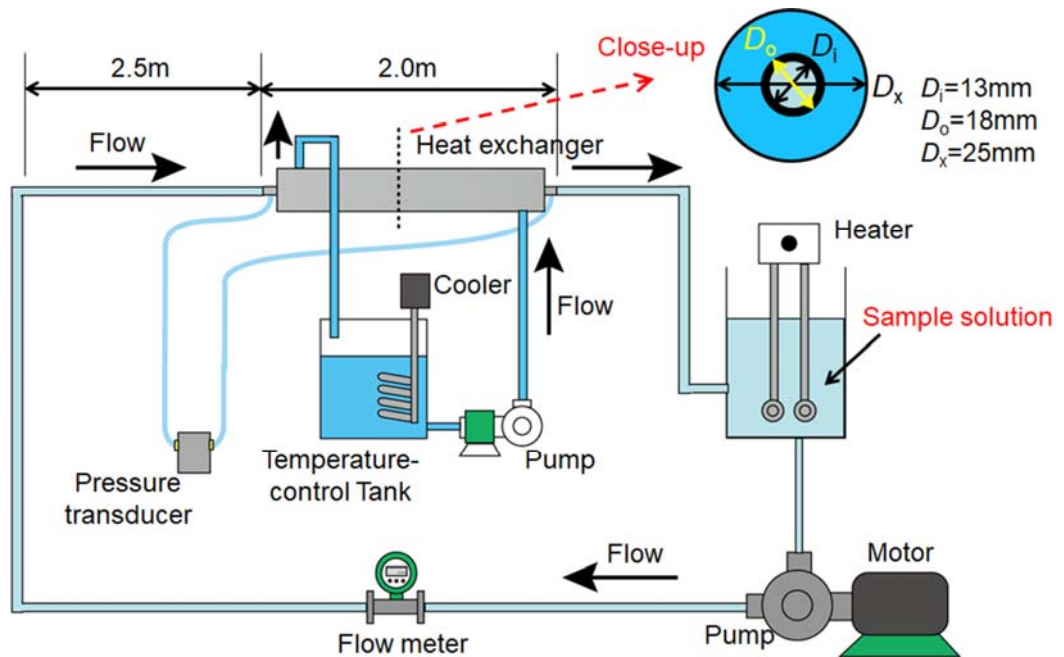 2.5m
2.0m
Close-up
Do
Di
Dx
Di=13mm
Do=18mm
Dx=25mm
Flow
Heat exchanger
Heater
Cooler
Flow
Sample solution
Pressure
transducer
Temperature-
control Tank
Pump
Flow
Motor
Flow meter
Pump